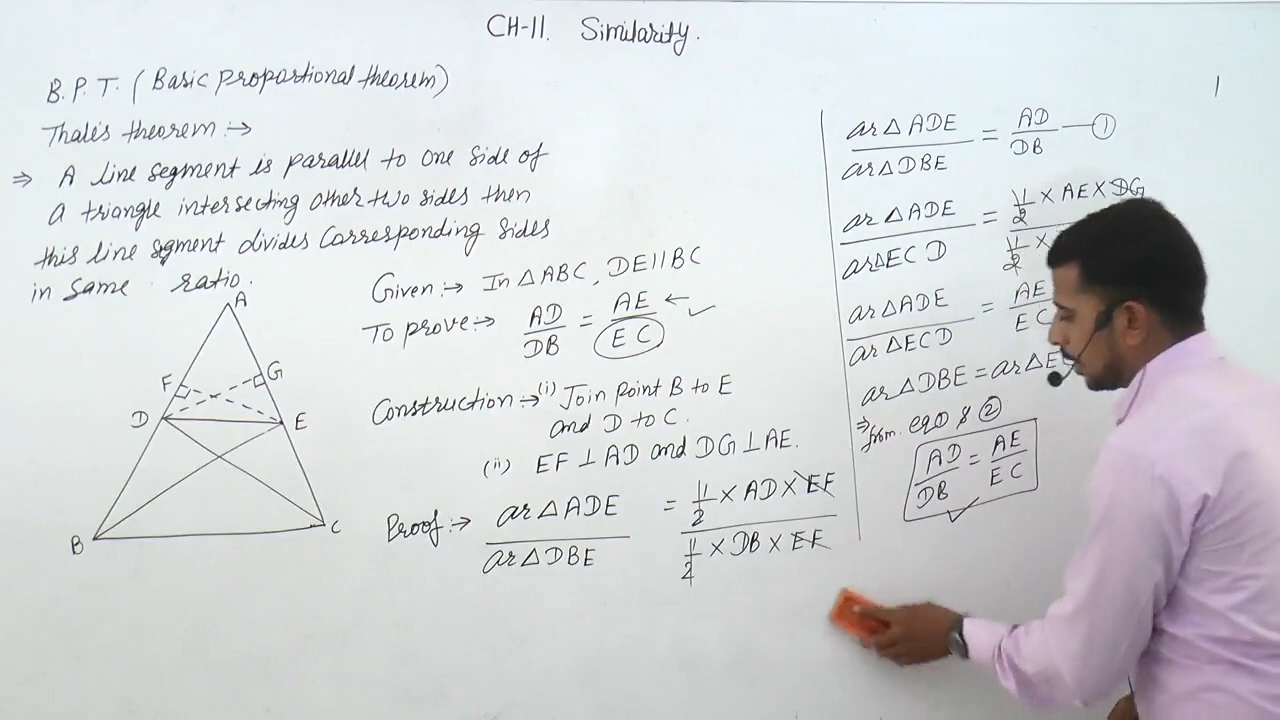 CH-11. Similarity.
B.P.T. (Basic proportional theorem)
Thale's theorem :→
⇒ A line segment is parallel to one side of
a triangle intersecting other two sides then
this line sgment divides Corresponding sides
in same ratio.
A
F
G
D
E
B
C
Given :→ In △ABC, DE||BC
To prove :→ AD/DB = AE/EC ← ✓
Construction :→ (i) Join point B to E
and D to C.
(ii) EF ⊥ AD and DG ⊥ AE.
Proof :→ ar△ADE/ar△DBE = 1/2 × AD × EF / 1/2 × DB × EF
1
ar△ADE/ar△DBE = AD/DB — ①
ar△ADE/ar△ECD = 1/2 × AE × DG / 1/2 ×
ar△ADE/ar△ECD = AE/EC
ar△DBE = ar△E
⇒ from eq ① & ②
AD/DB = AE/EC ✓